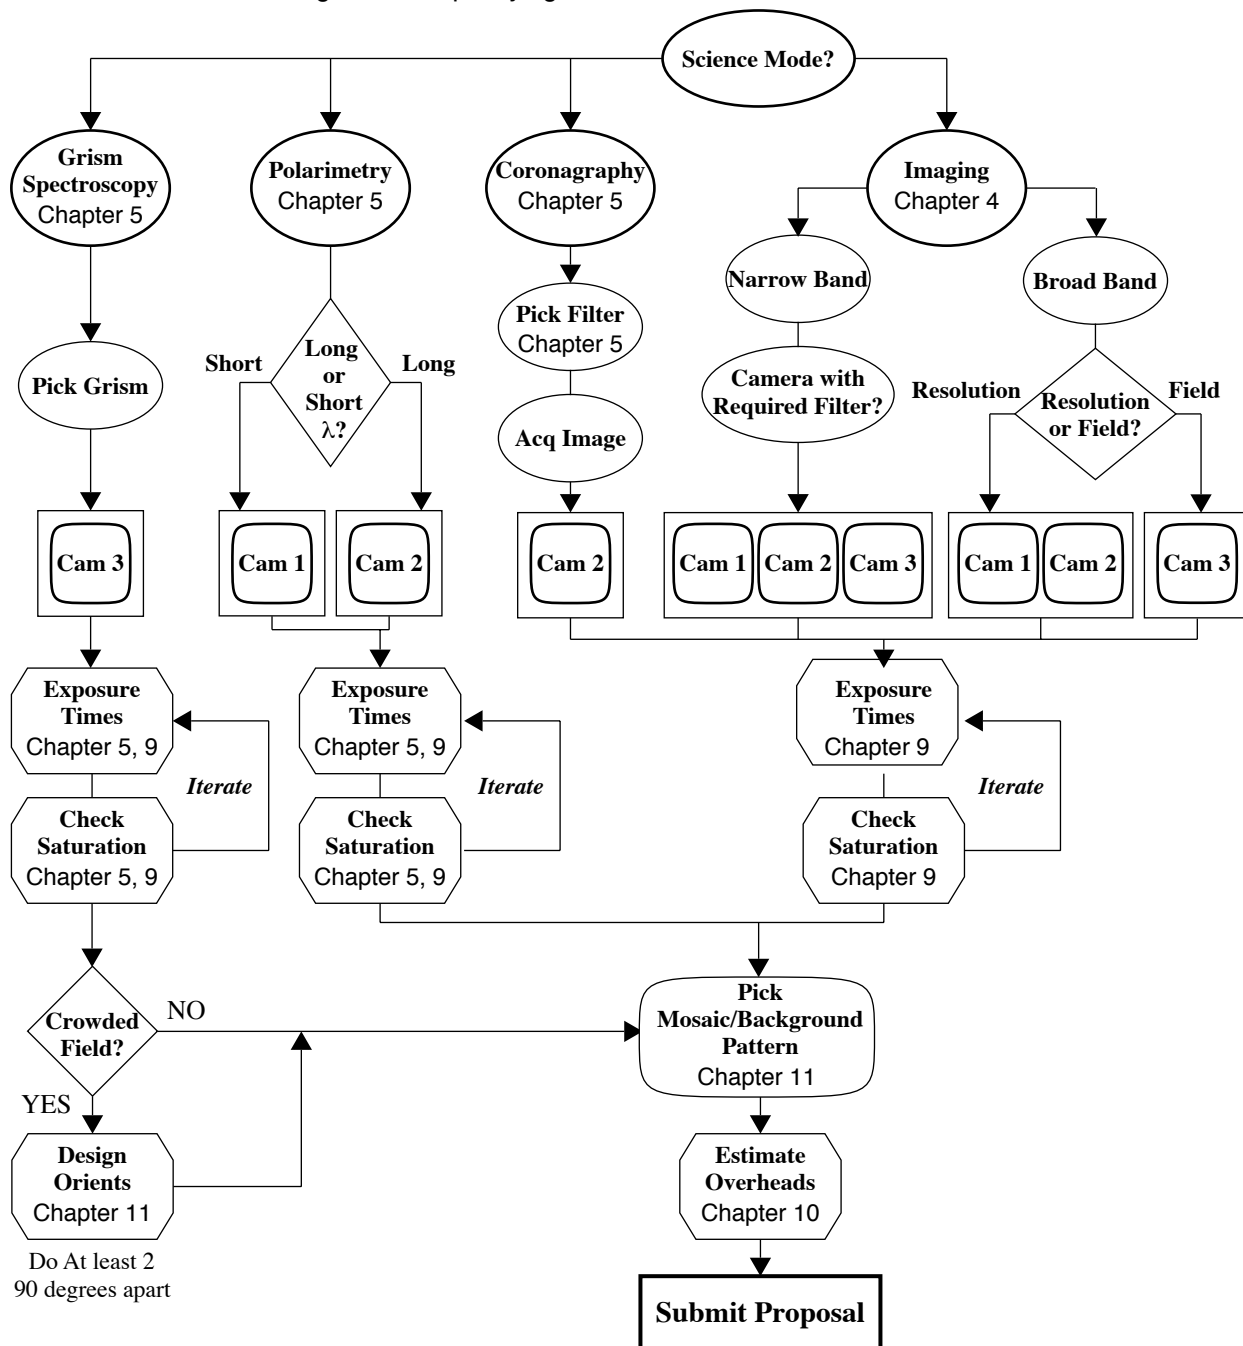 Science Mode?
Grism
Spectroscopy
Chapter 5
Polarimetry
Chapter 5
Coronagraphy
Chapter 5
Imaging
Chapter 4
Narrow Band
Broad Band
Pick Filter
Chapter 5
Pick Grism
Short
Long
or
Short
λ?
Long
Camera with
Required Filter?
Resolution
Resolution
or Field?
Field
Acq Image
Cam 3
Cam 1
Cam 2
Cam 2
Cam 1
Cam 2
Cam 3
Cam 1
Cam 2
Cam 3
Exposure
Times
Chapter 5, 9
Iterate
Check
Saturation
Chapter 5, 9
Exposure
Times
Chapter 5, 9
Iterate
Check
Saturation
Chapter 5, 9
Exposure
Times
Chapter 9
Iterate
Check
Saturation
Chapter 9
Crowded
Field?
NO
YES
Design
Orients
Chapter 11
Do At least 2
90 degrees apart
Pick
Mosaic/Background
Pattern
Chapter 11
Estimate
Overheads
Chapter 10
Submit Proposal